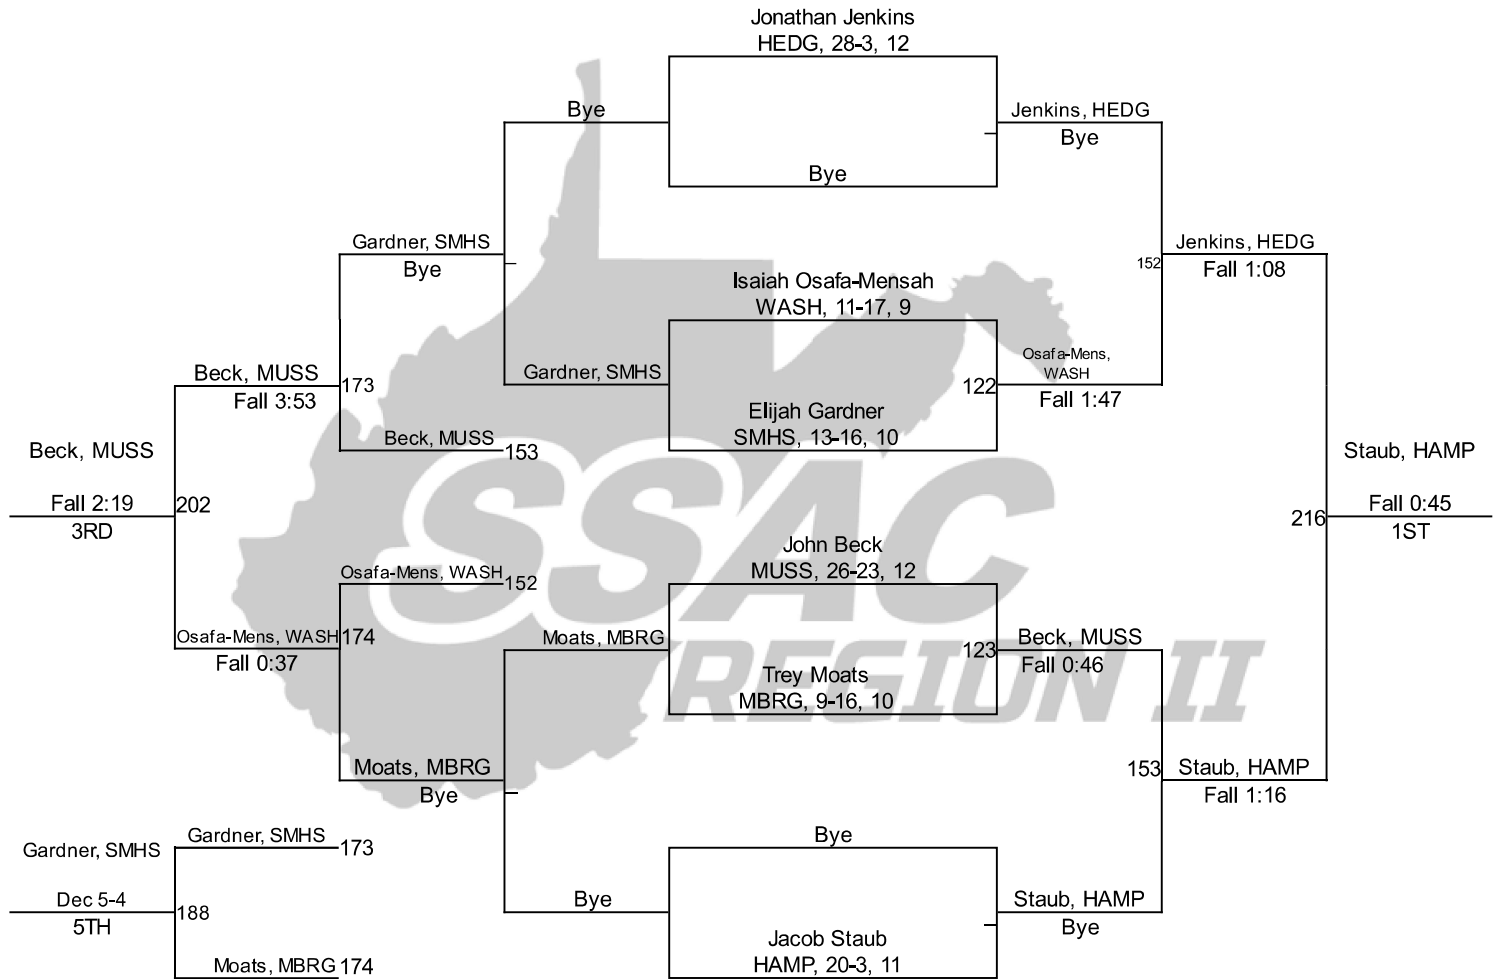 Jonathan Jenkins
HEDG, 28-3, 12
Bye
Jenkins, HEDG
Bye
Bye
Gardner, SMHS
Bye
Jenkins, HEDG
152
Fall 1:08
Isaiah Osafa-Mensah
WASH, 11-17, 9
Osafa-Mens,
WASH
Beck, MUSS
173
Fall 3:53
Gardner, SMHS
122
Fall 1:47
Elijah Gardner
SMHS, 13-16, 10
Beck, MUSS
153
Beck, MUSS
Staub, HAMP
Fall 2:19
202
3RD
216
Fall 0:45
1ST
SSAC
REGION II
John Beck
MUSS, 26-23, 12
Osafa-Mens, WASH
152
Osafa-Mens, WASH
174
Fall 0:37
Moats, MBRG
123
Beck, MUSS
Fall 0:46
Trey Moats
MBRG, 9-16, 10
Moats, MBRG
Bye
153
Staub, HAMP
Fall 1:16
Gardner, SMHS
Gardner, SMHS
173
Bye
Dec 5-4
188
5TH
Bye
Staub, HAMP
Bye
Jacob Staub
HAMP, 20-3, 11
Moats, MBRG
174